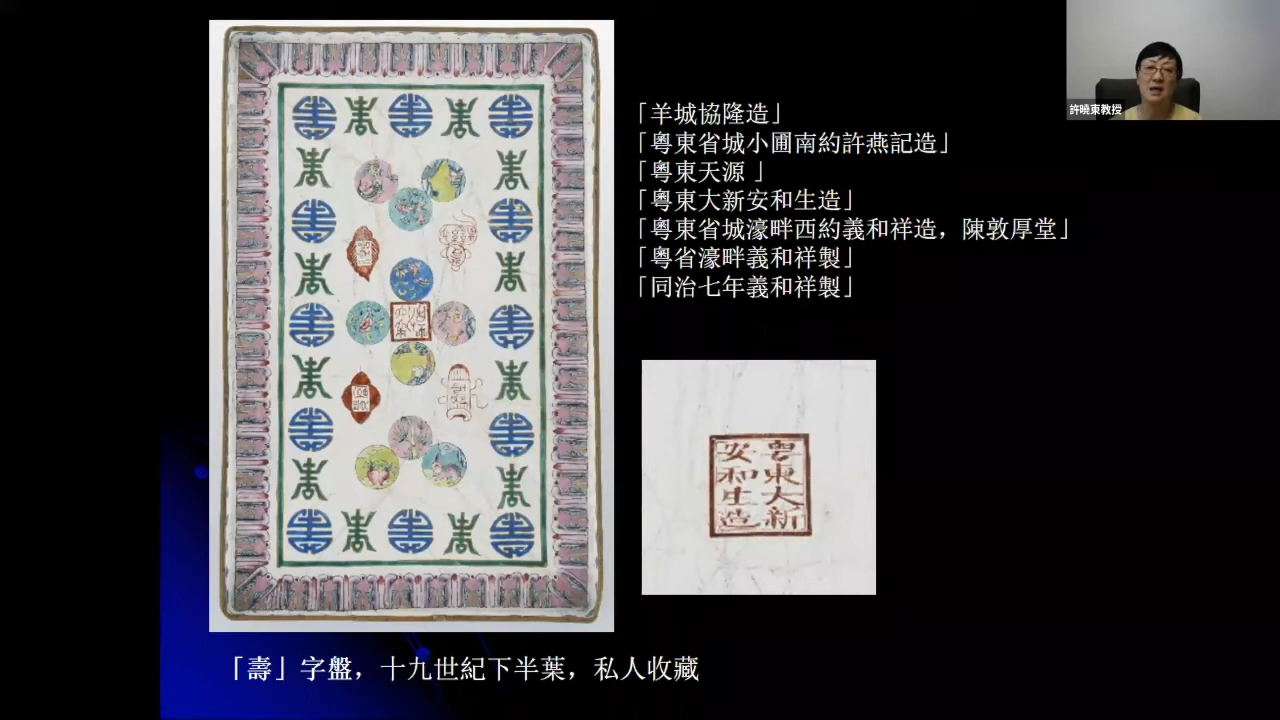 「羊城協隆造」
「粵東省城小圃南約許燕記造」
「粵東天源 」
「粵東大新安和生造」
「粵東省城濠畔西約義和祥造，陳敦厚堂」
「粵省濠畔義和祥製」
「同治七年義和祥製」
許曉東教授
粵東大新
安和生造
「壽」字盤，十九世紀下半葉，私人收藏